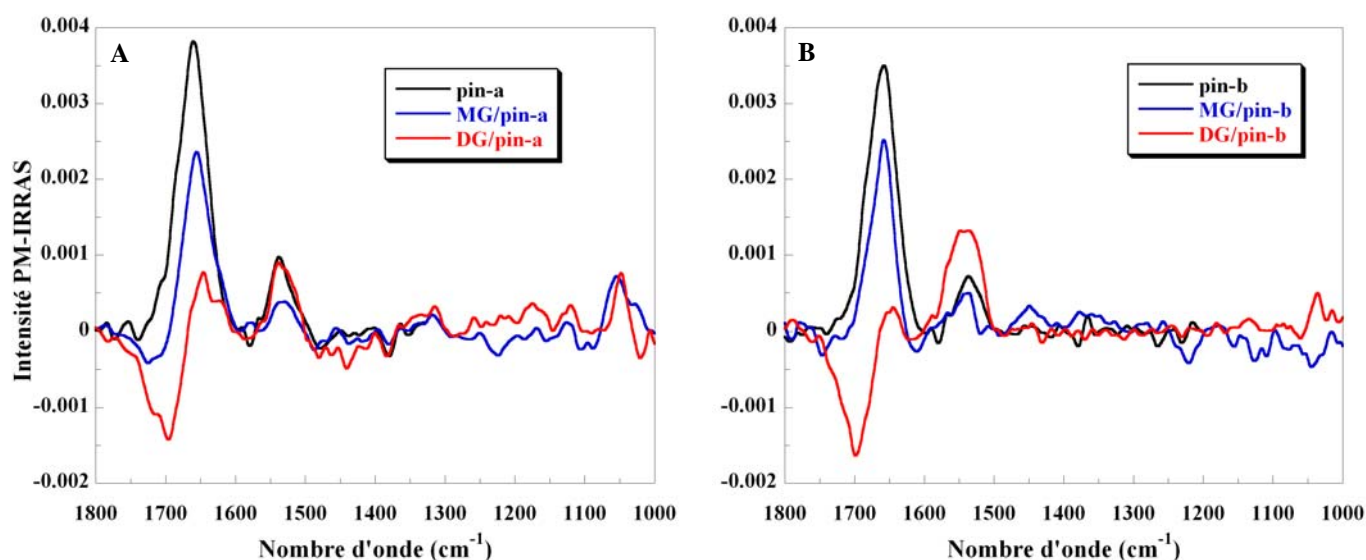 A
pin-a
MG/pin-a
DG/pin-a
Intensité PM-IRRAS
0.004
0.003
0.002
0.001
0
-0.001
-0.002
1800 1700 1600 1500 1400 1300 1200 1100 1000
Nombre d'onde (cm-1)
B
pin-b
MG/pin-b
DG/pin-b
0.004
0.003
0.002
0.001
0
-0.001
-0.002
1800 1700 1600 1500 1400 1300 1200 1100 1000
Nombre d'onde (cm-1)